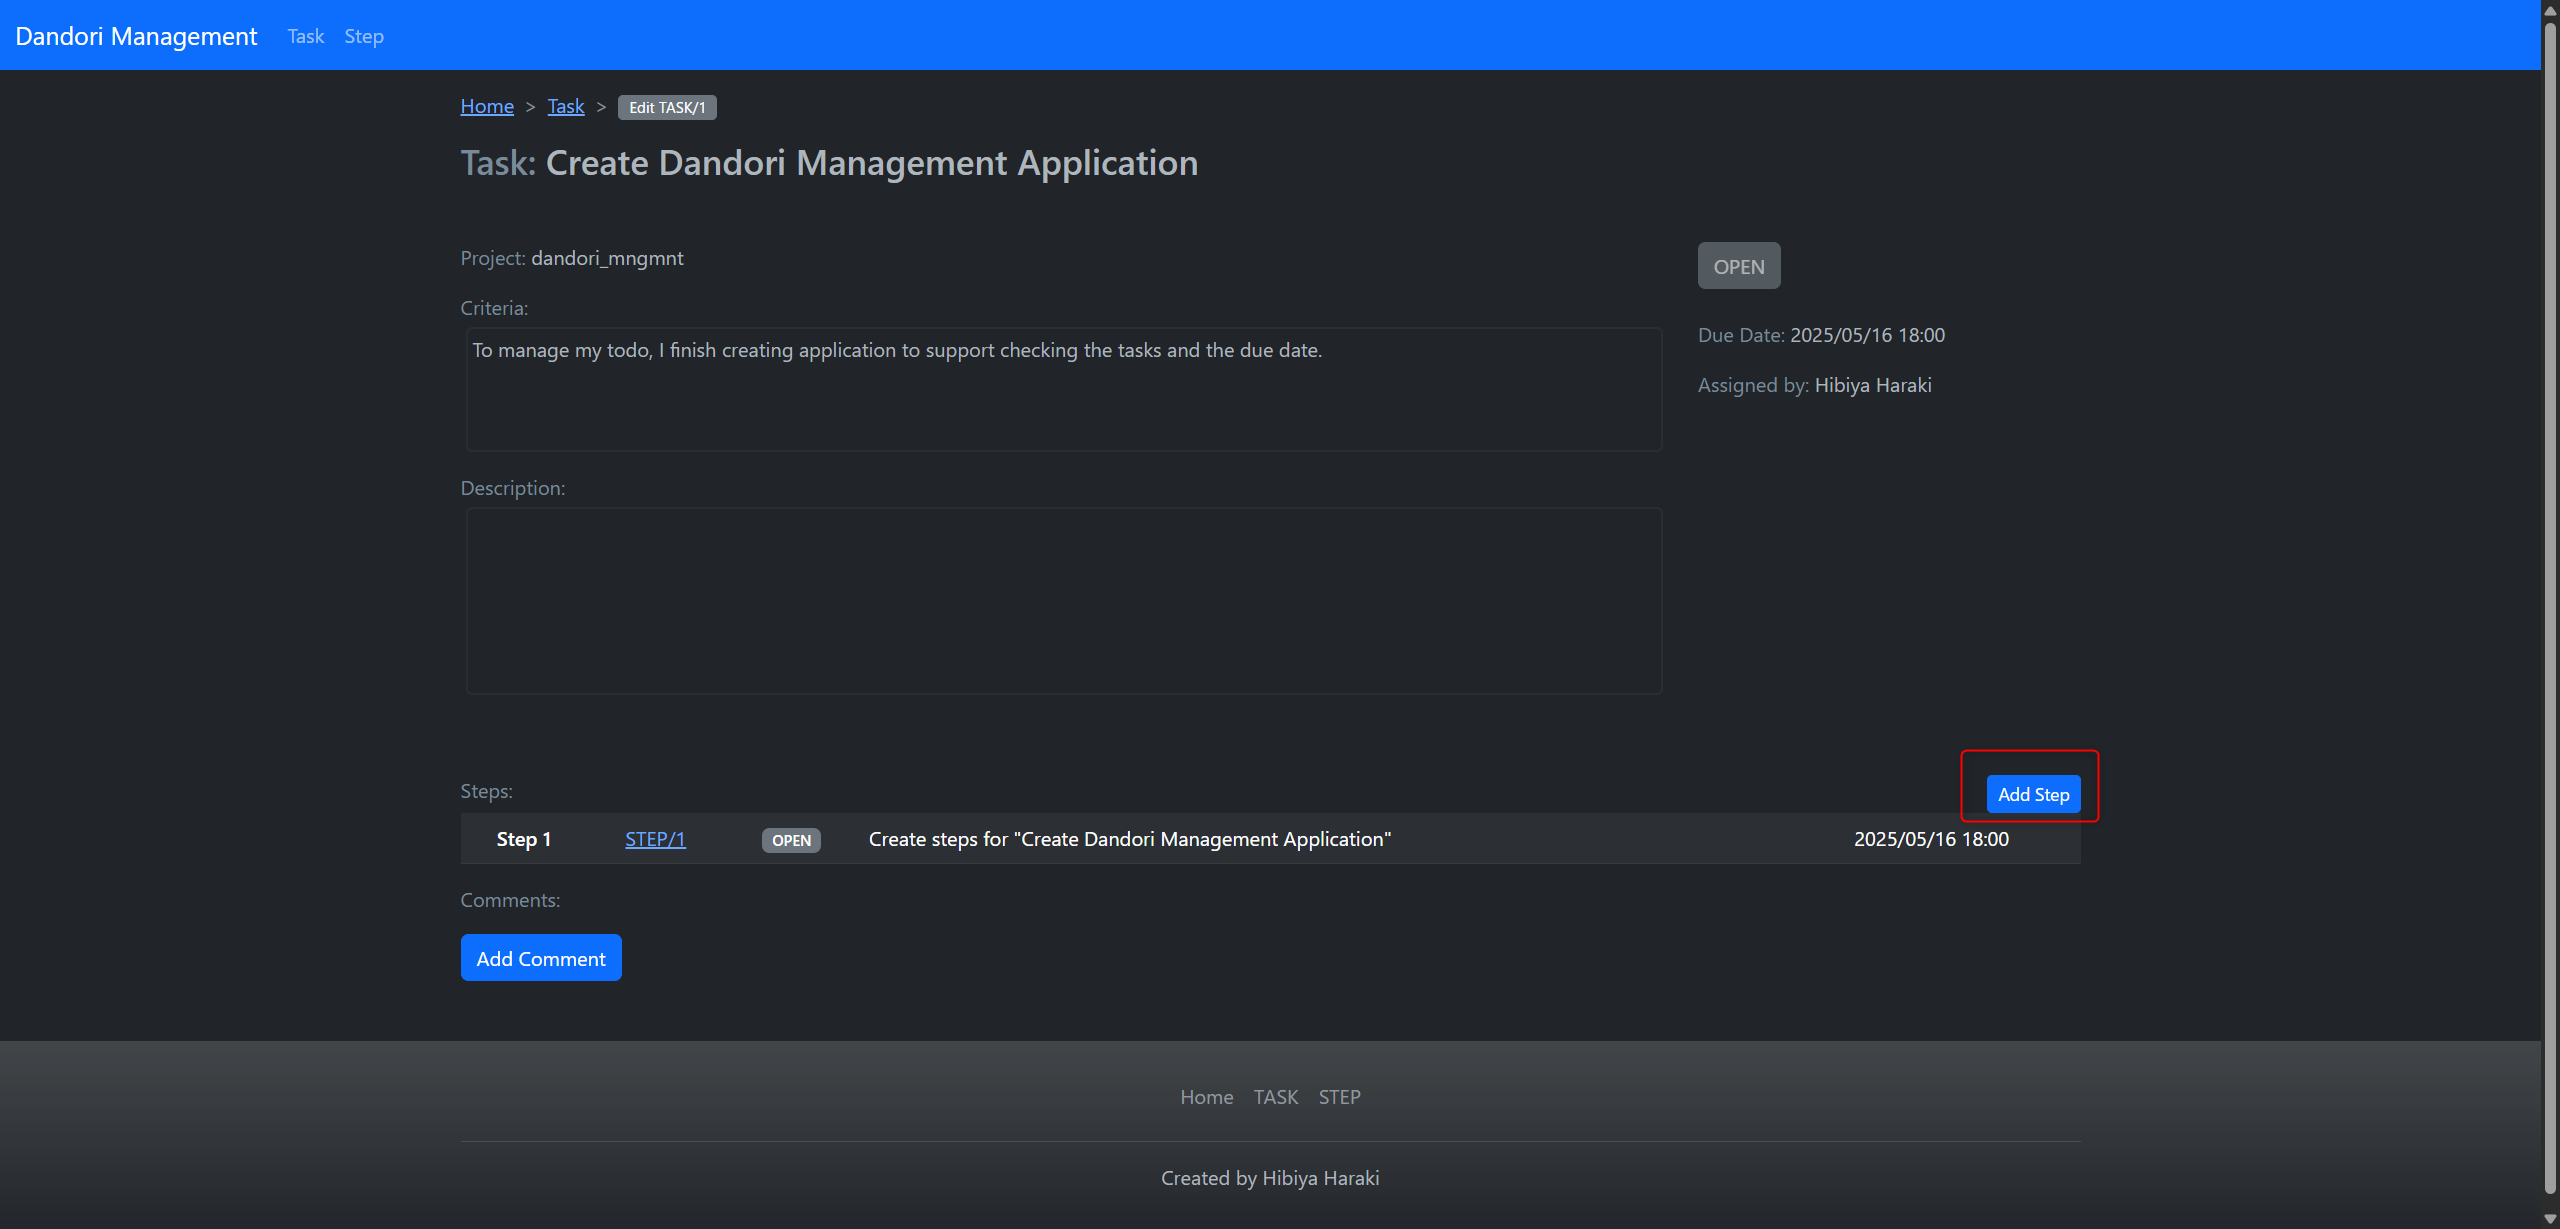 Dandori Management Task Step
Home > Task > Edit TASK/1
Task: Create Dandori Management Application
Project: dandori_mngmnt
OPEN
Criteria:
To manage my todo, I finish creating application to support checking the tasks and the due date.
Due Date: 2025/05/16 18:00
Assigned by: Hibiya Haraki
Description:
Steps:
Add Step
Step 1 STEP/1 OPEN Create steps for "Create Dandori Management Application" 2025/05/16 18:00
Comments:
Add Comment
Home TASK STEP
Created by Hibiya Haraki